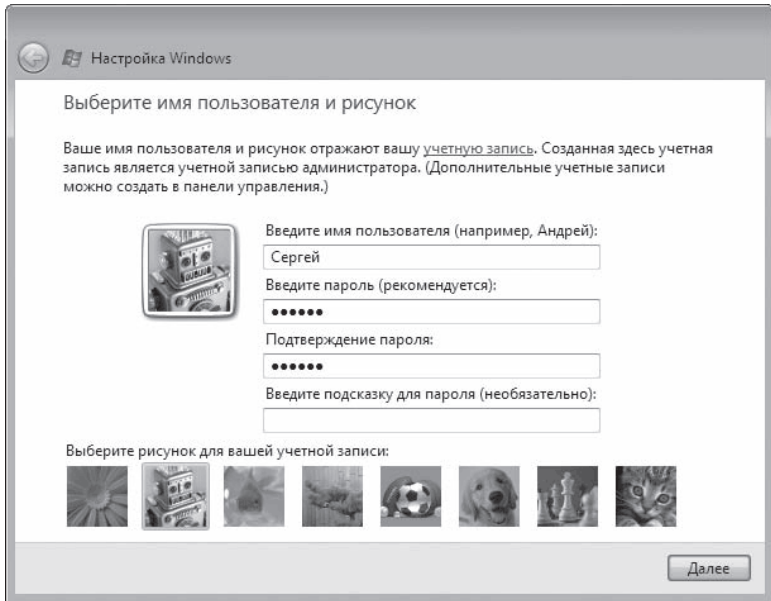 Настройка Windows
Выберите имя пользователя и рисунок
Ваше имя пользователя и рисунок отражают вашу учетную запись. Созданная здесь учетная
запись является учетной записью администратора. (Дополнительные учетные записи
можно создать в панели управления.)
Введите имя пользователя (например, Андрей):
Сергей
Введите пароль (рекомендуется):
••••••
Подтверждение пароля:
••••••
Введите подсказку для пароля (необязательно):
Выберите рисунок для вашей учетной записи:
Далее